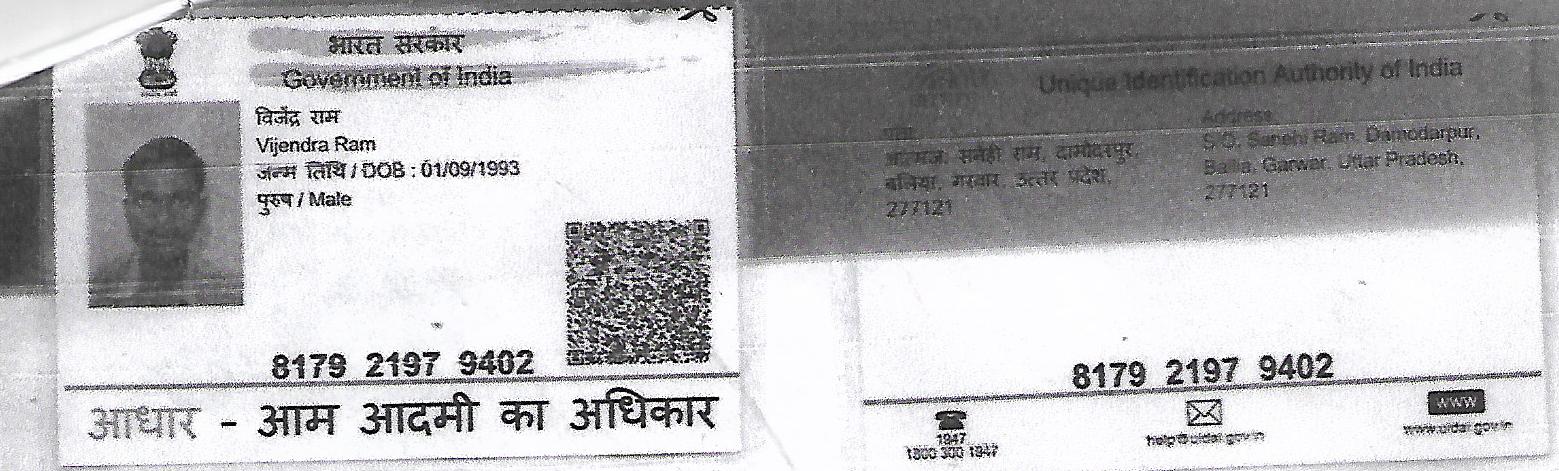 भारत सरकार
Government of India
विजेंद्र राम
Vijendra Ram
जन्म तिथि / DOB : 01/09/1993
पुरुष / Male
8179 2197 9402
आधार - आम आदमी का अधिकार
Unique Identification Authority of India
पता:
आत्मज: सनेही राम, दामोदरपुर,
बलिया, गरवार, उत्तर प्रदेश,
277121
Address:
S/O. Sanehi Ram, Damodarpur,
Ballia, Garwar, Uttar Pradesh,
277121
8179 2197 9402
1947
1800 300 1947
help@uidai.gov.in
WWW
www.uidai.gov.in